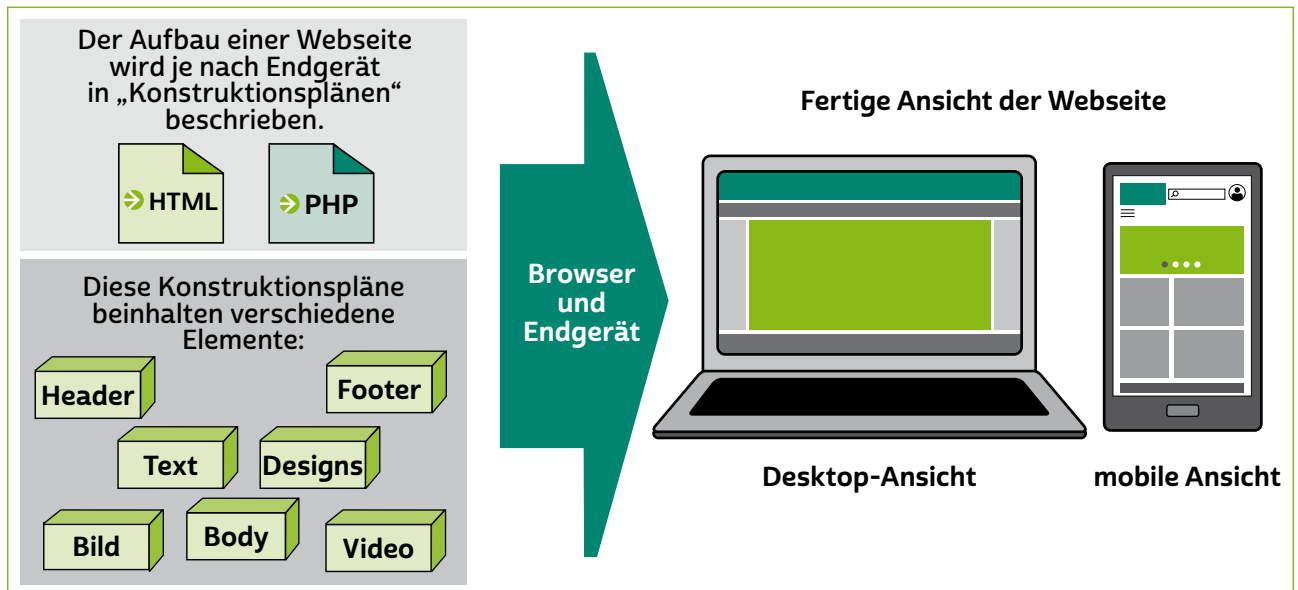 Der Aufbau einer Webseite
wird je nach Endgerät
in „Konstruktionsplänen“
beschrieben.
HTML
PHP
Diese Konstruktionspläne
beinhalten verschiedene
Elemente:
Header
Footer
Text
Designs
Bild
Body
Video
Browser
und
Endgerät
Fertige Ansicht der Webseite
Desktop-Ansicht
mobile Ansicht